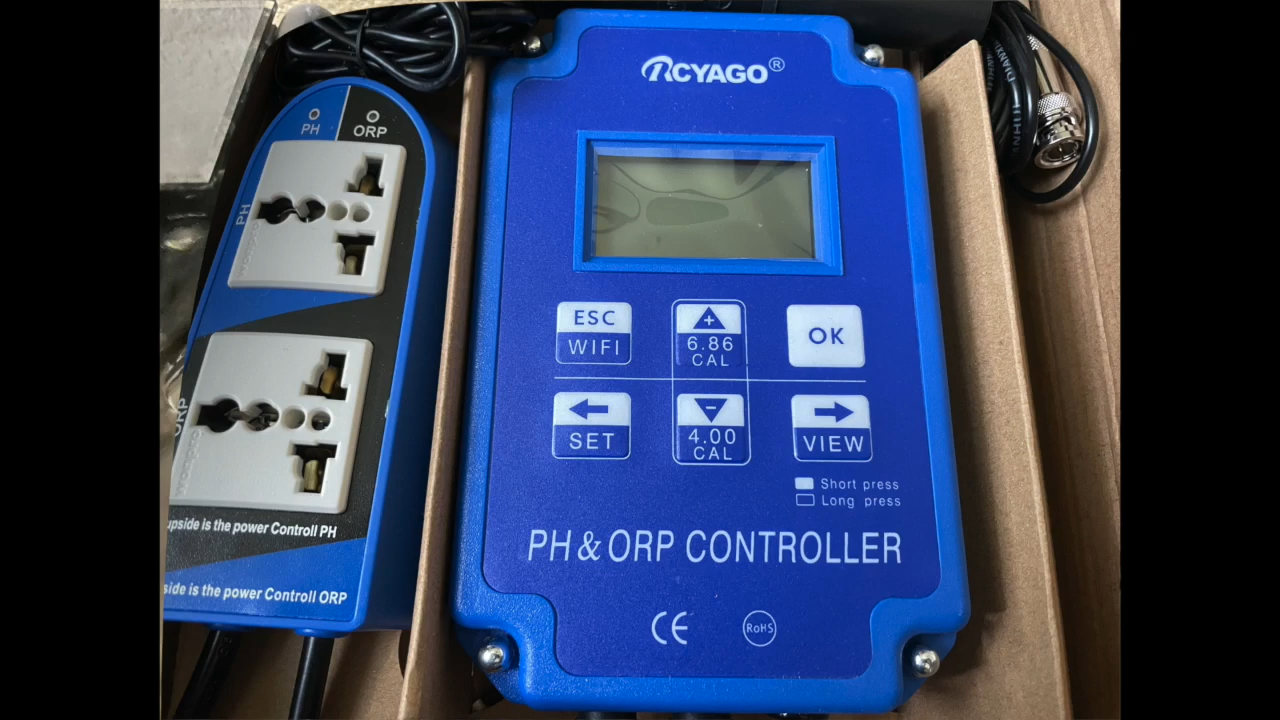 RCYAGO®
PH
ORP
PH
ORP
upside is the power Controll PH
side is the power Controll ORP
ESC
WIFI
+
6.86
CAL
OK
SET
−
4.00
CAL
VIEW
Short press
Long press
PH & ORP CONTROLLER
CE
RoHS